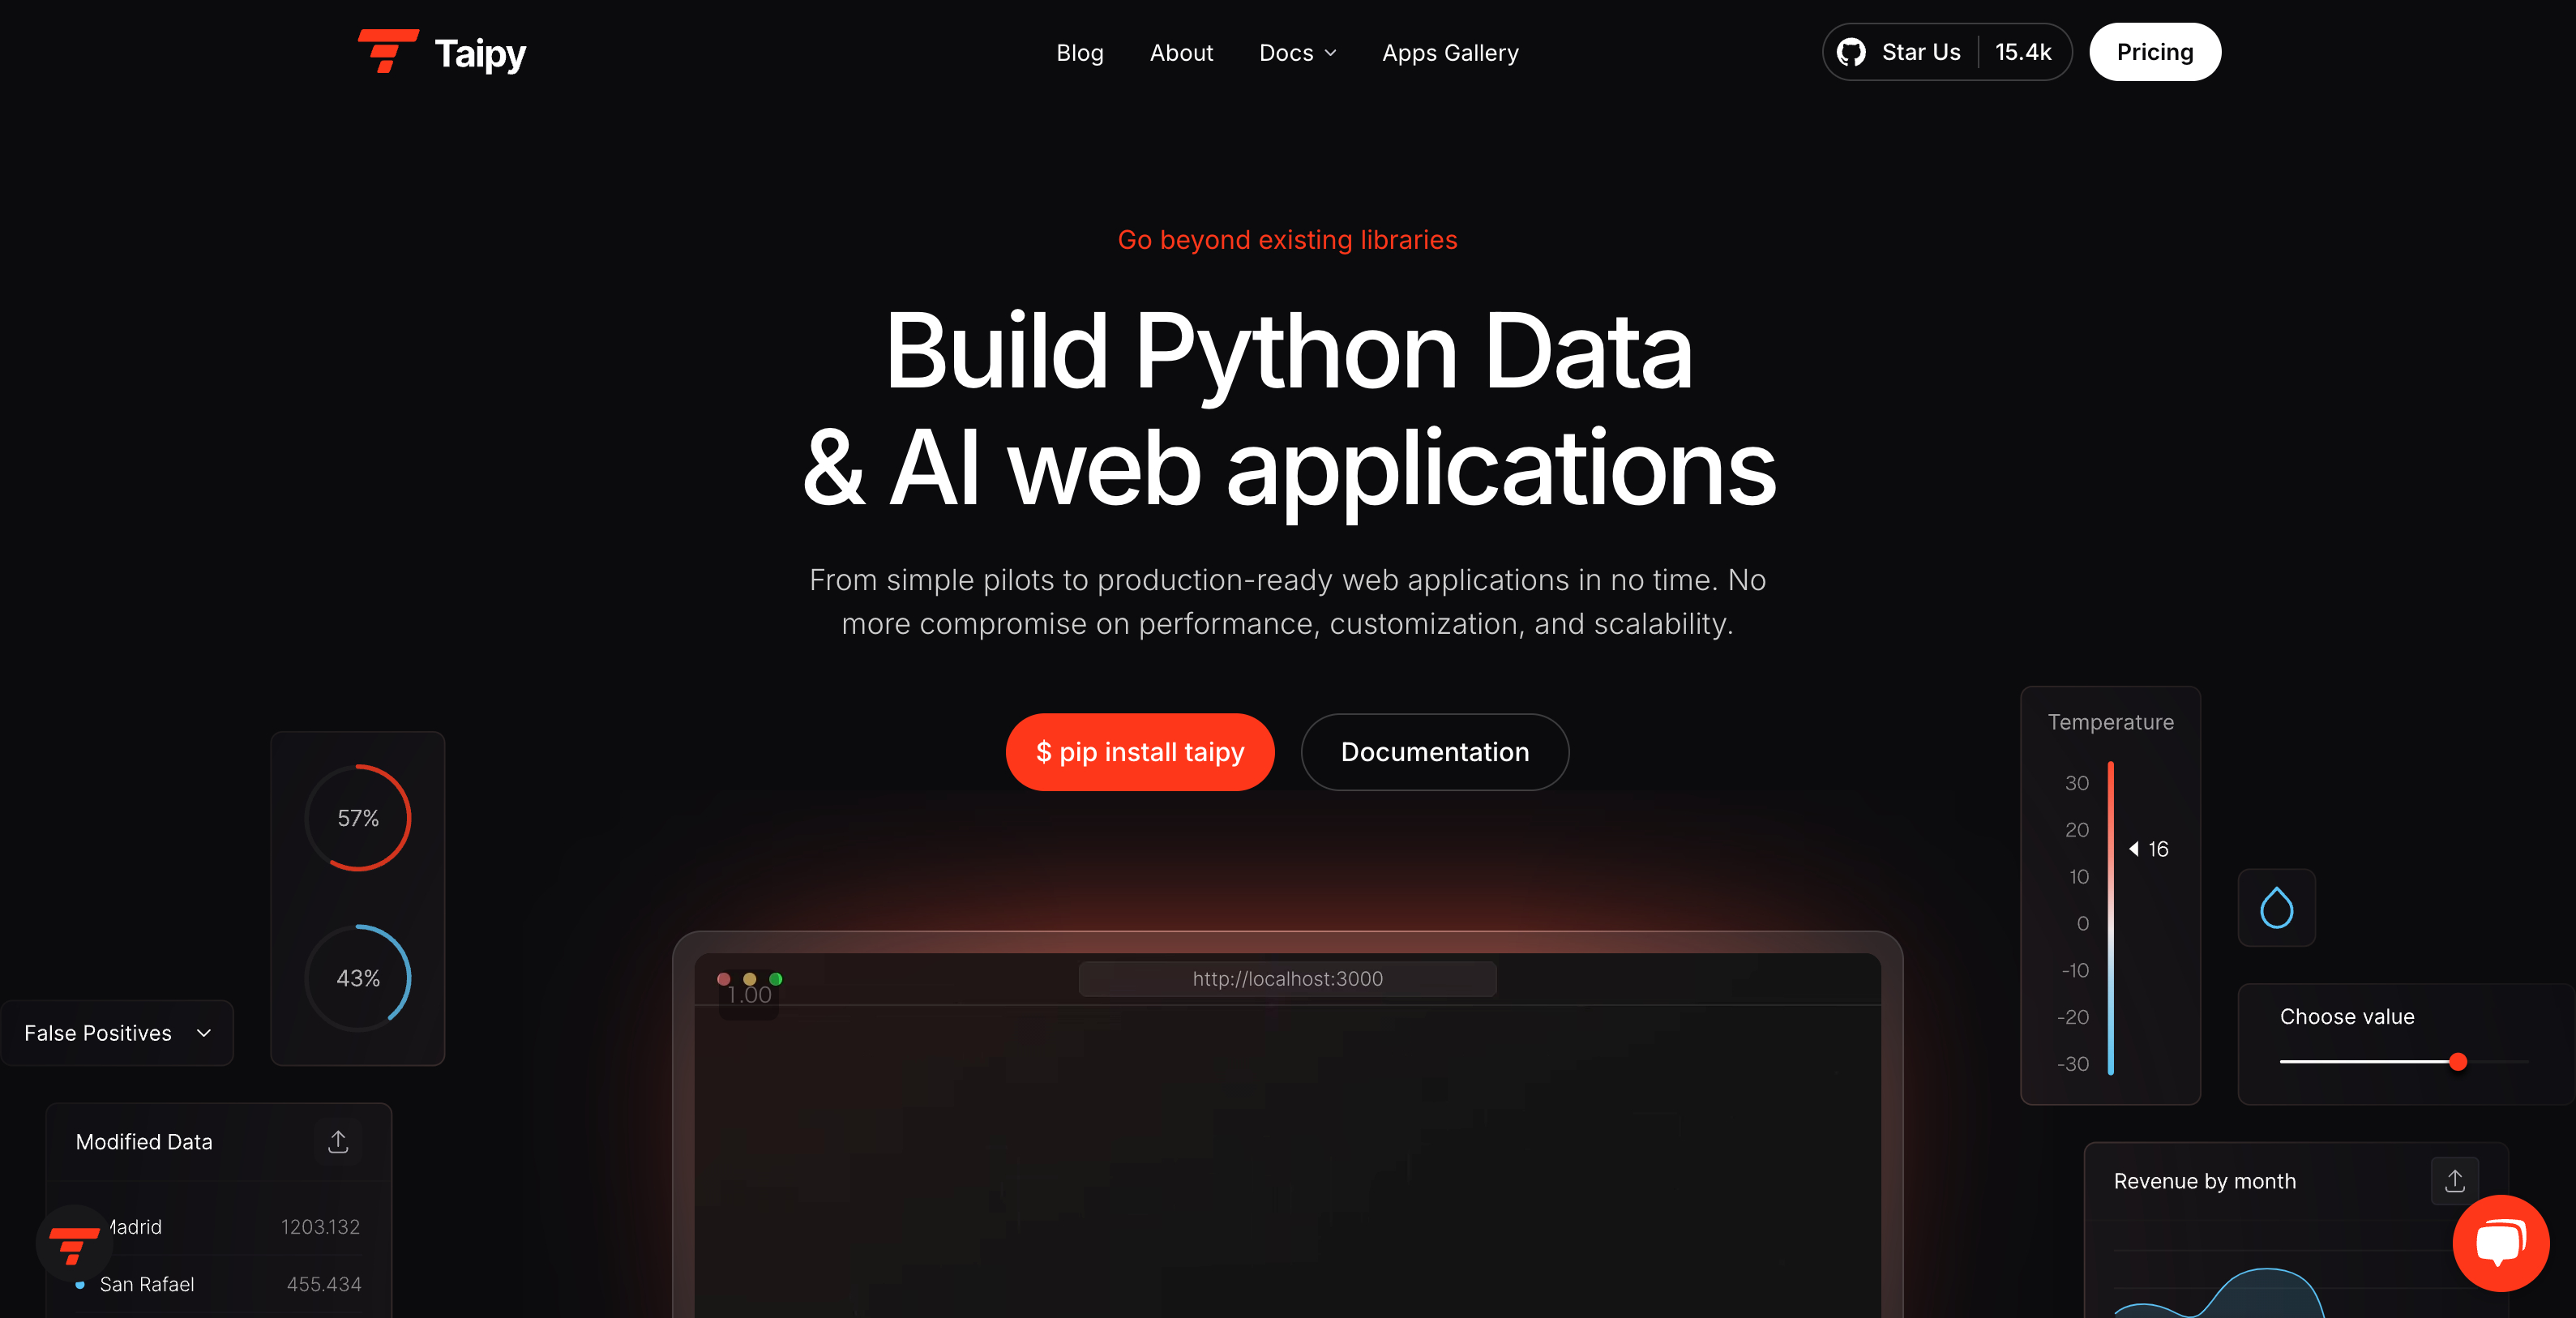 Taipy
Blog
About
Docs
Apps Gallery
Star Us
15.4k
Pricing
Go beyond existing libraries
Build Python Data
& AI web applications
From simple pilots to production-ready web applications in no time. No
more compromise on performance, customization, and scalability.
$ pip install taipy
Documentation
57%
43%
False Positives
Modified Data
Madrid 1203.132
San Rafael 455.434
1.00
http://localhost:3000
Temperature
30
20
16
10
0
-10
-20
-30
Choose value
Revenue by month